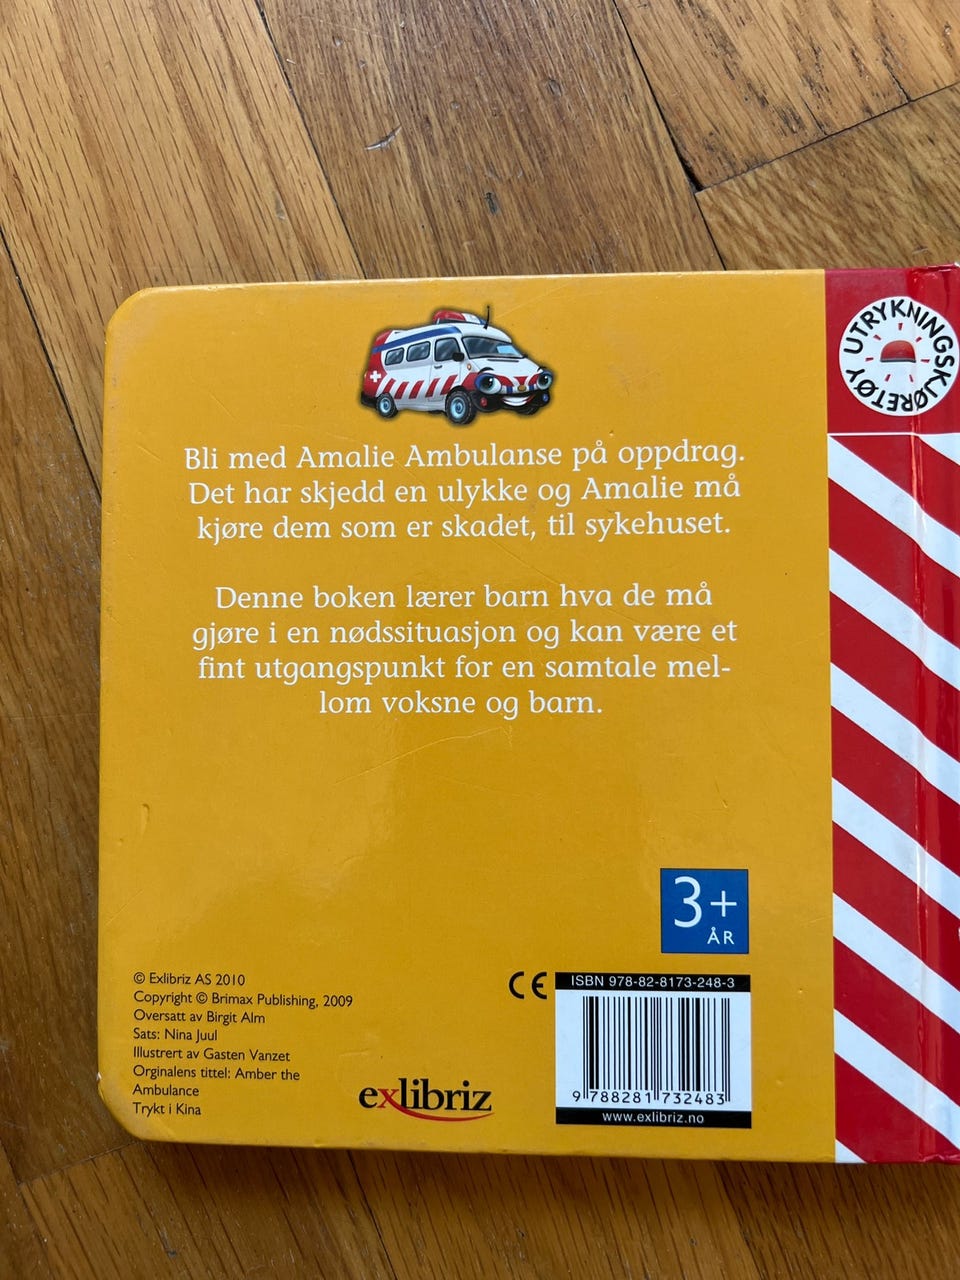 UTRYKNINGSKJØRETØY
Bli med Amalie Ambulanse på oppdrag.
Det har skjedd en ulykke og Amalie må
kjøre dem som er skadet, til sykehuset.
Denne boken lærer barn hva de må
gjøre i en nødssituasjon og kan være et
fint utgangspunkt for en samtale mel-
lom voksne og barn.
3+
ÅR
© Exlibriz AS 2010
Copyright © Brimax Publishing, 2009
Oversatt av Birgit Alm
Sats: Nina Juul
Illustrert av Gasten Vanzet
Orginalens tittel: Amber the
Ambulance
Trykt i Kina
exlibriz
CE
ISBN 978-82-8173-248-3
9 788281 732483
www.exlibriz.no